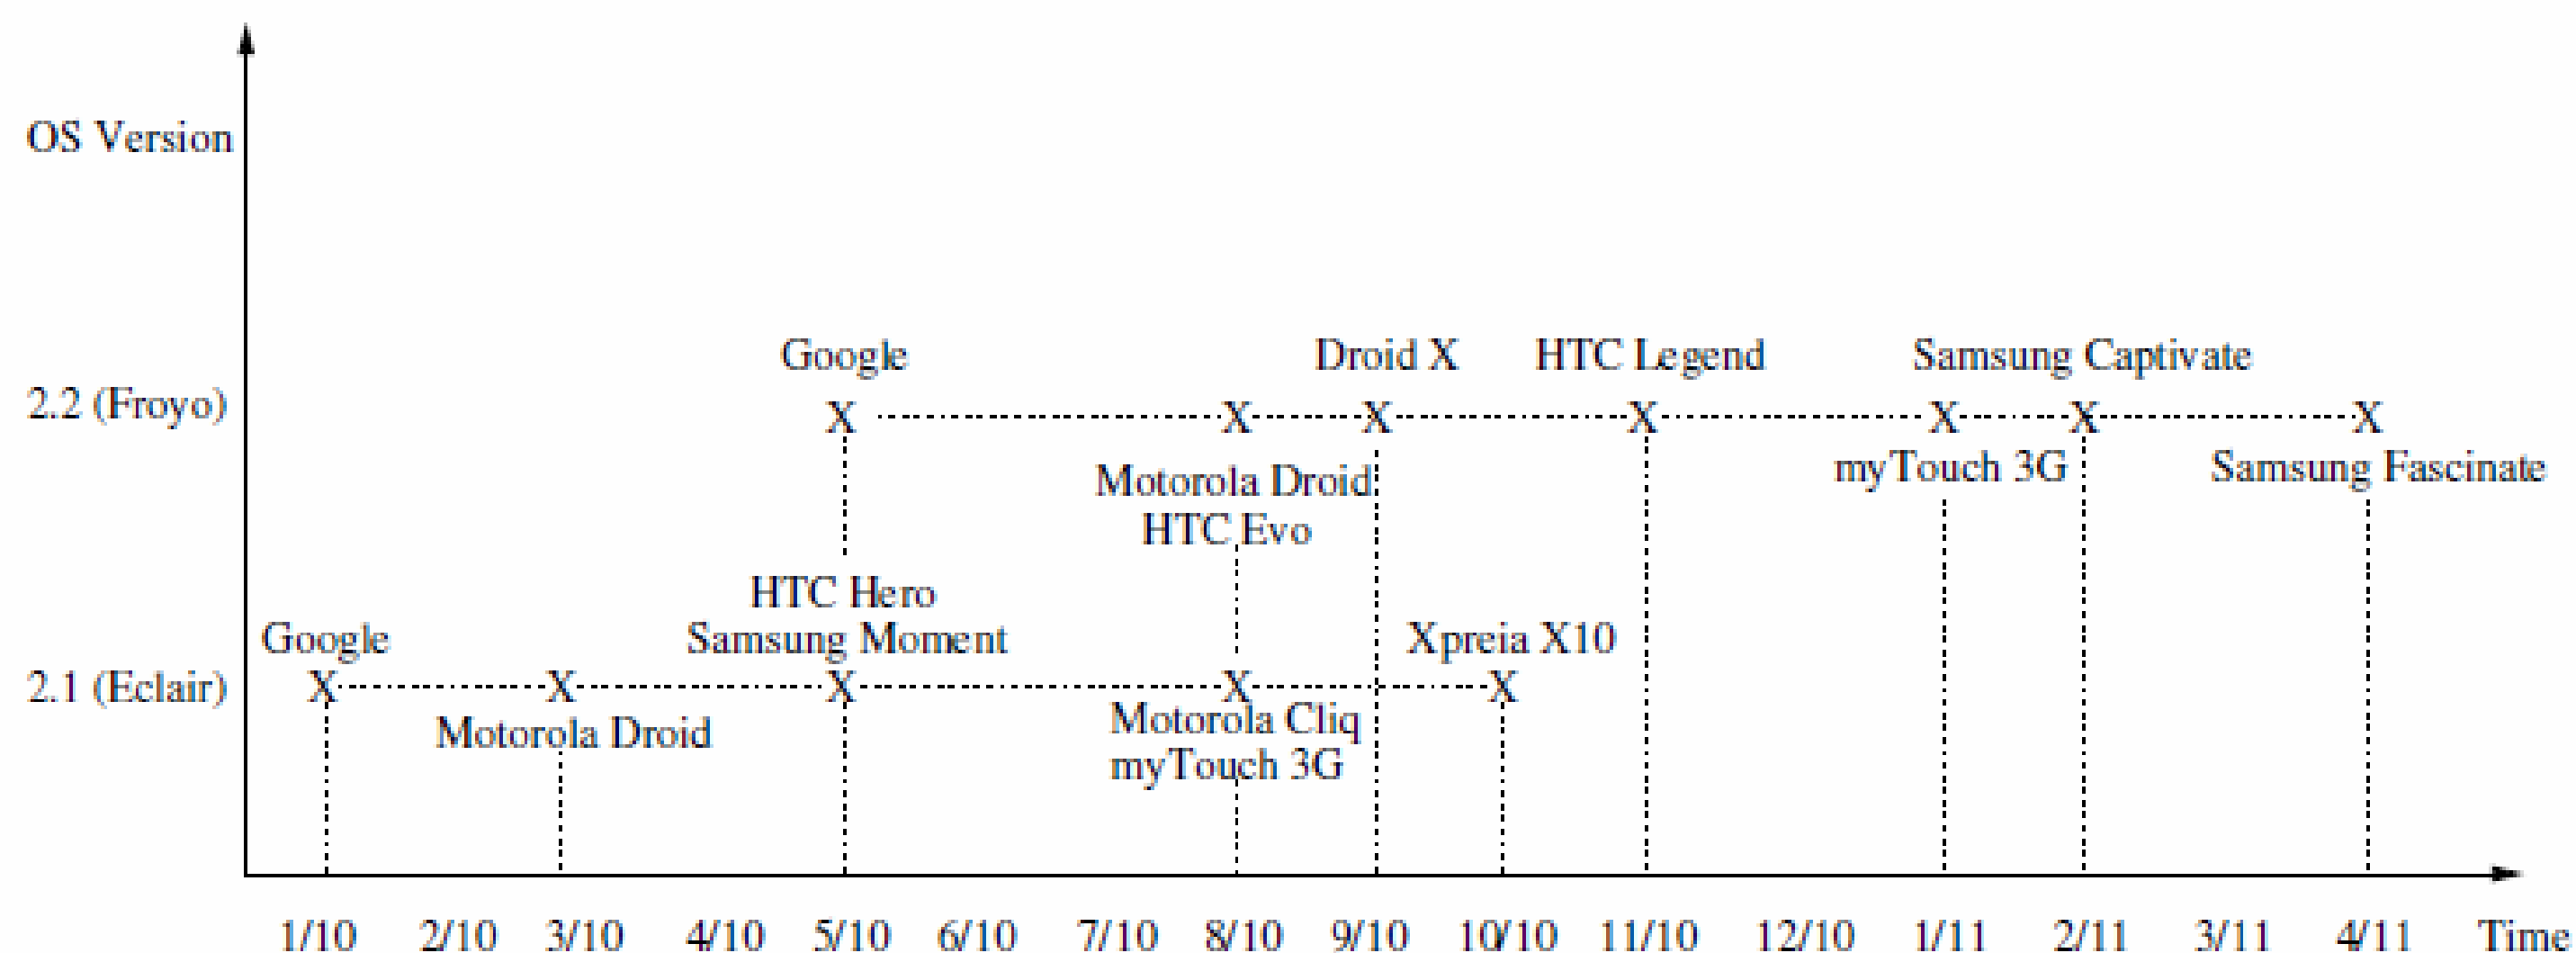 OS Version
Google
Droid X
HTC Legend
Samsung Captivate
2.2 (Froyo)
X
X
X
X
X
X
X
Motorola Droid
HTC Evo
myTouch 3G
Samsung Fascinate
HTC Hero
Google
Samsung Moment
Xpreia X10
2.1 (Eclair)
X
X
X
X
X
Motorola Droid
Motorola Cliq
myTouch 3G
1/10
2/10
3/10
4/10
5/10
6/10
7/10
8/10
9/10
10/10
11/10
12/10
1/11
2/11
3/11
4/11
Time